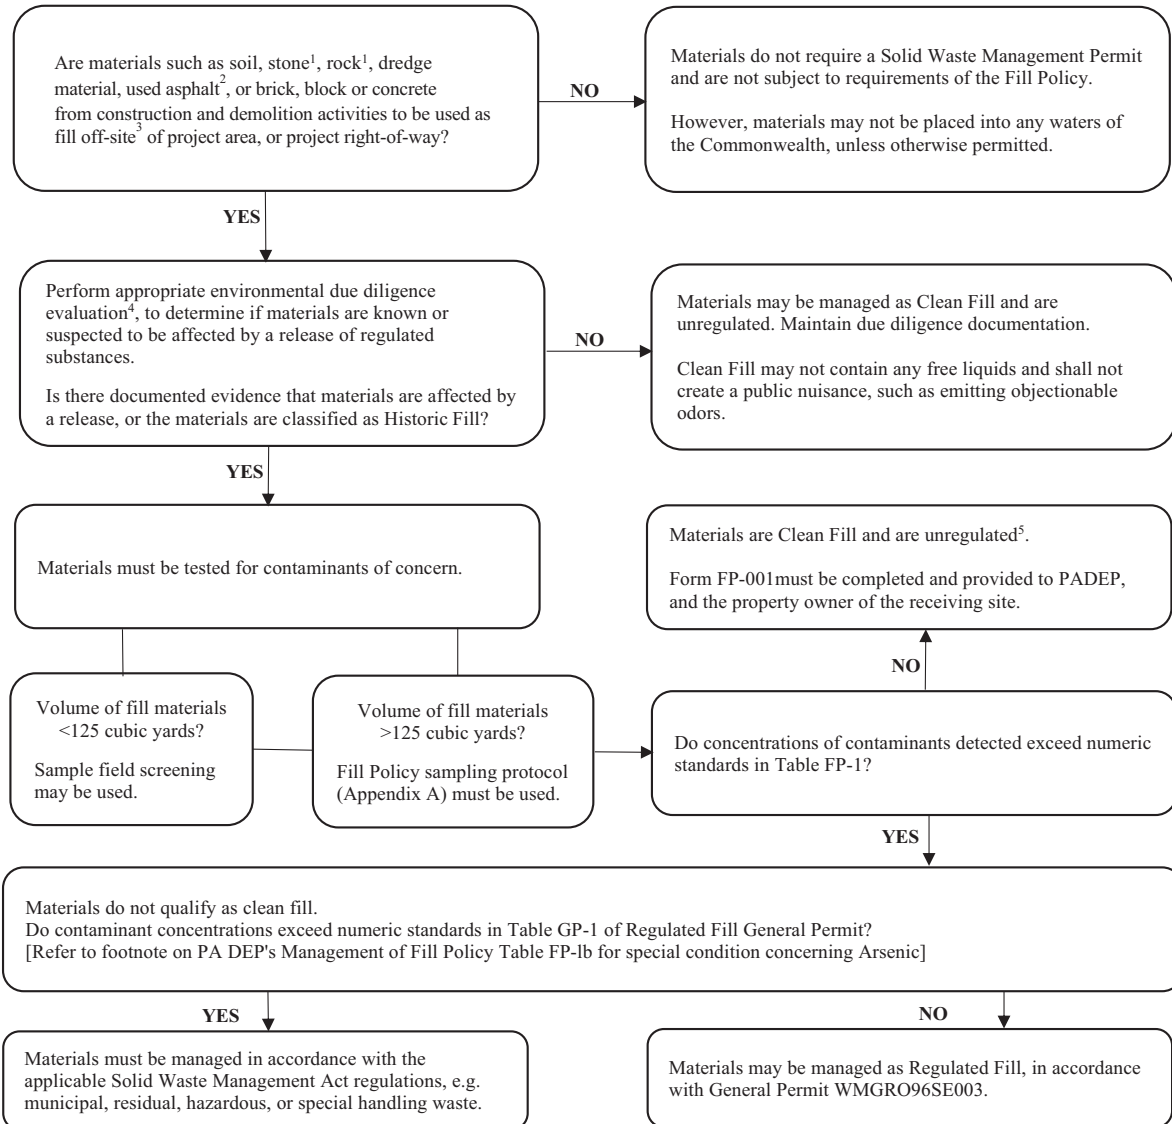 Are materials such as soil, stone¹, rock¹, dredge
material, used asphalt², or brick, block or concrete
from construction and demolition activities to be used as
fill off-site³ of project area, or project right-of-way?
NO
Materials do not require a Solid Waste Management Permit
and are not subject to requirements of the Fill Policy.
However, materials may not be placed into any waters of
the Commonwealth, unless otherwise permitted.
YES
Perform appropriate environmental due diligence
evaluation⁴, to determine if materials are known or
suspected to be affected by a release of regulated
substances.
Is there documented evidence that materials are affected by
a release, or the materials are classified as Historic Fill?
NO
Materials may be managed as Clean Fill and are
unregulated. Maintain due diligence documentation.
Clean Fill may not contain any free liquids and shall not
create a public nuisance, such as emitting objectionable
odors.
YES
Materials must be tested for contaminants of concern.
Materials are Clean Fill and are unregulated⁵.
Form FP-001must be completed and provided to PADEP,
and the property owner of the receiving site.
NO
Volume of fill materials
<125 cubic yards?
Sample field screening
may be used.
Volume of fill materials
>125 cubic yards?
Fill Policy sampling protocol
(Appendix A) must be used.
Do concentrations of contaminants detected exceed numeric
standards in Table FP-1?
YES
Materials do not qualify as clean fill.
Do contaminant concentrations exceed numeric standards in Table GP-1 of Regulated Fill General Permit?
[Refer to footnote on PA DEP's Management of Fill Policy Table FP-lb for special condition concerning Arsenic]
YES
NO
Materials must be managed in accordance with the
applicable Solid Waste Management Act regulations, e.g.
municipal, residual, hazardous, or special handling waste.
Materials may be managed as Regulated Fill, in accordance
with General Permit WMGRO96SE003.